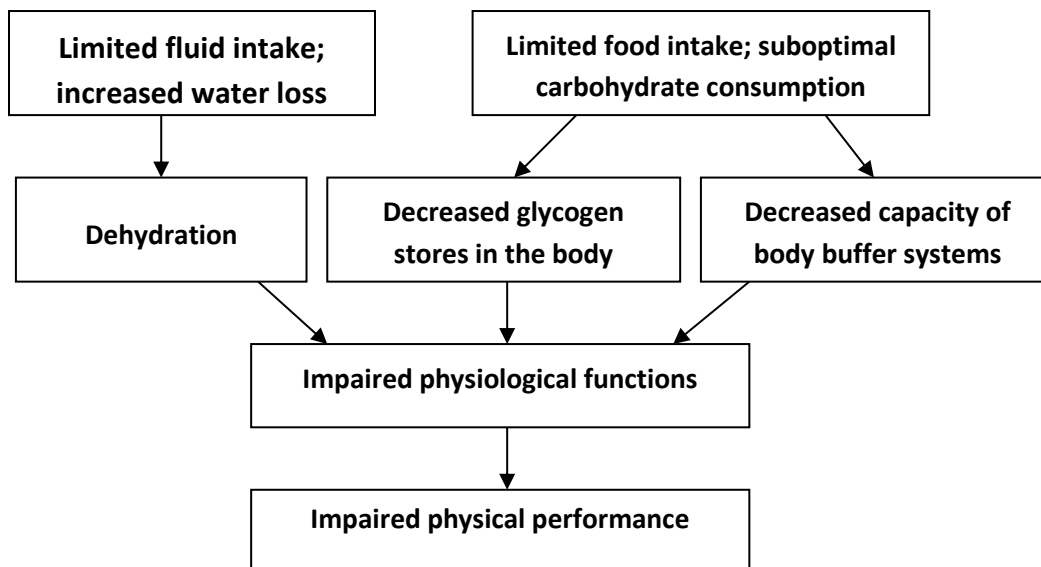 Limited fluid intake;
increased water loss
Limited food intake; suboptimal
carbohydrate consumption
Dehydration
Decreased glycogen
stores in the body
Decreased capacity of
body buffer systems
Impaired physiological functions
Impaired physical performance